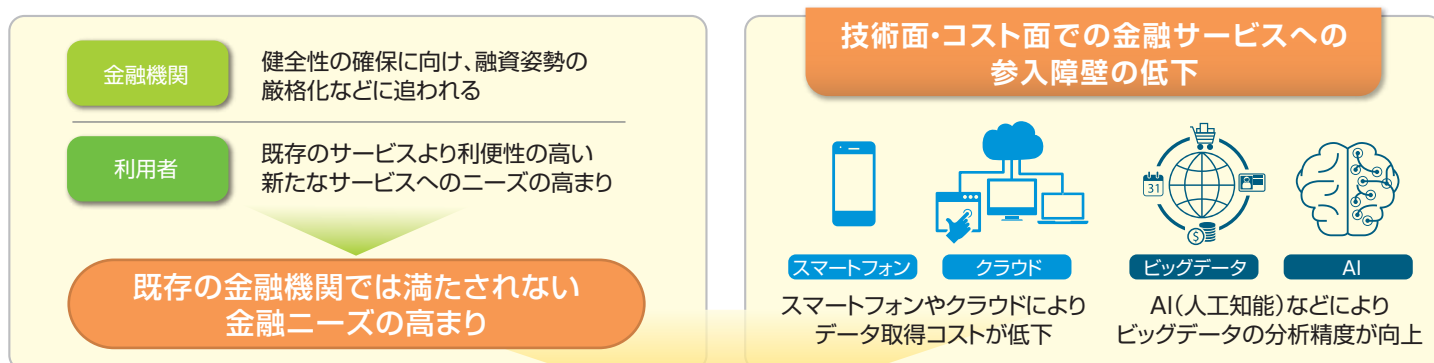 金融機関
健全性の確保に向け、融資姿勢の
厳格化などに追われる
利用者
既存のサービスより利便性の高い
新たなサービスへのニーズの高まり
既存の金融機関では満たされない
金融ニーズの高まり
技術面・コスト面での金融サービスへの
参入障壁の低下
31
$
スマートフォン
クラウド
ビッグデータ
AI
スマートフォンやクラウドにより
データ取得コストが低下
AI(人工知能)などにより
ビッグデータの分析精度が向上